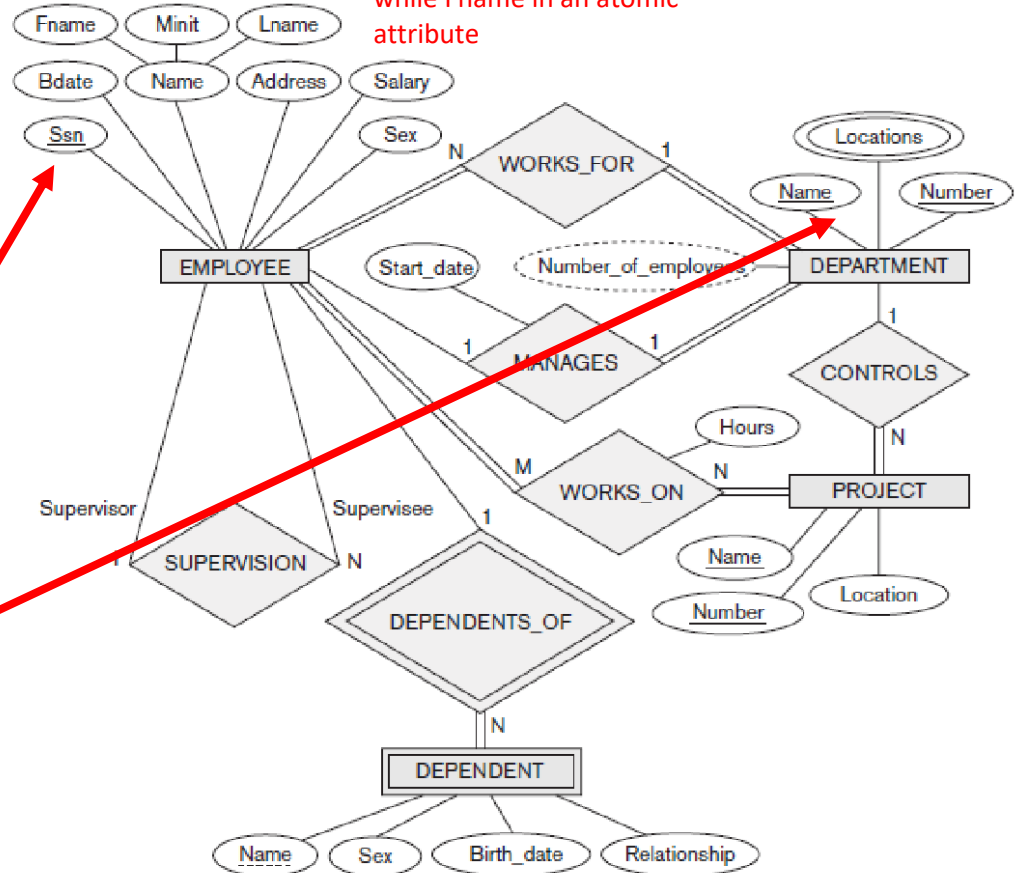 while Fname in an atomic
attribute
Fname Minit Lname
Bdate Name Address Salary
Ssn Sex
N WORKS_FOR 1
Locations
Name Number
EMPLOYEE Start_date Number_of_employees DEPARTMENT
1 MANAGES 1
1
CONTROLS
N
Hours
M WORKS_ON N PROJECT
Supervisor Supervisee 1
1 SUPERVISION N
Name
Location
Number
DEPENDENTS_OF
N
DEPENDENT
Name Sex Birth_date Relationship